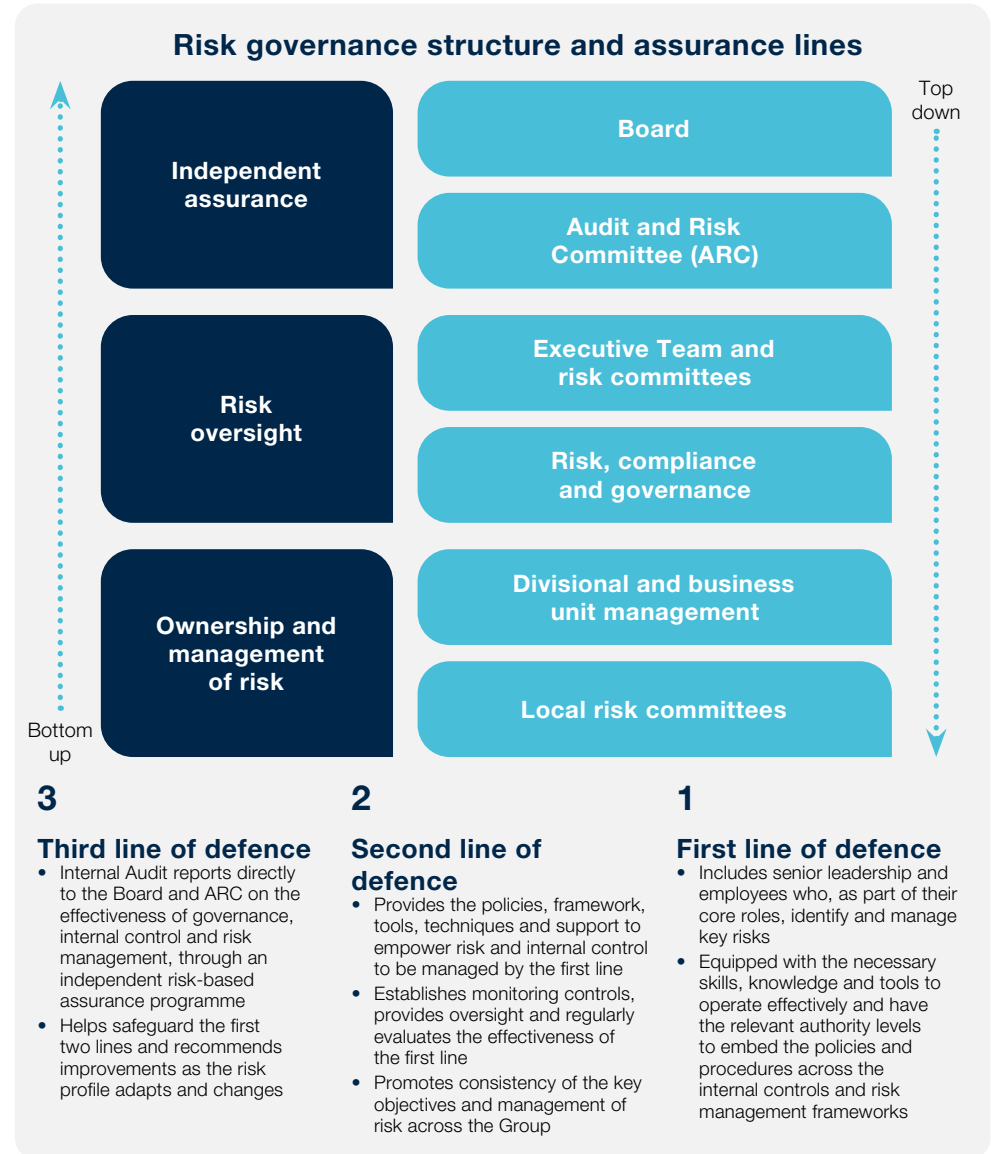 Risk governance structure and assurance lines
Top
down
Independent
assurance
Board
Audit and Risk
Committee (ARC)
Risk
oversight
Executive Team and
risk committees
Risk, compliance
and governance
Ownership and
management
of risk
Divisional and business
unit management
Local risk committees
Bottom
up
3
Third line of defence
• Internal Audit reports directly
to the Board and ARC on the
effectiveness of governance,
internal control and risk
management, through an
independent risk-based
assurance programme
• Helps safeguard the first
two lines and recommends
improvements as the risk
profile adapts and changes
2
Second line of
defence
• Provides the policies, framework,
tools, techniques and support to
empower risk and internal control
to be managed by the first line
• Establishes monitoring controls,
provides oversight and regularly
evaluates the effectiveness of
the first line
• Promotes consistency of the key
objectives and management of
risk across the Group
1
First line of defence
• Includes senior leadership and
employees who, as part of their
core roles, identify and manage
key risks
• Equipped with the necessary
skills, knowledge and tools to
operate effectively and have
the relevant authority levels
to embed the policies and
procedures across the
internal controls and risk
management frameworks